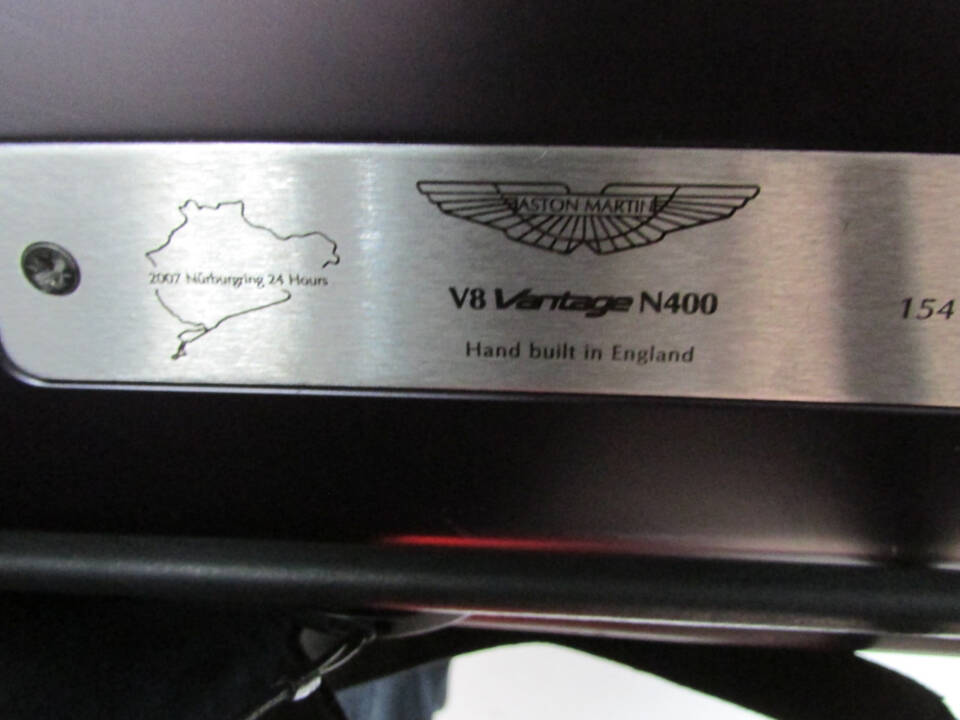 2007 Nürburgring 24 Hours
ASTON MARTIN
V8 Vantage N400
Hand built in England
154